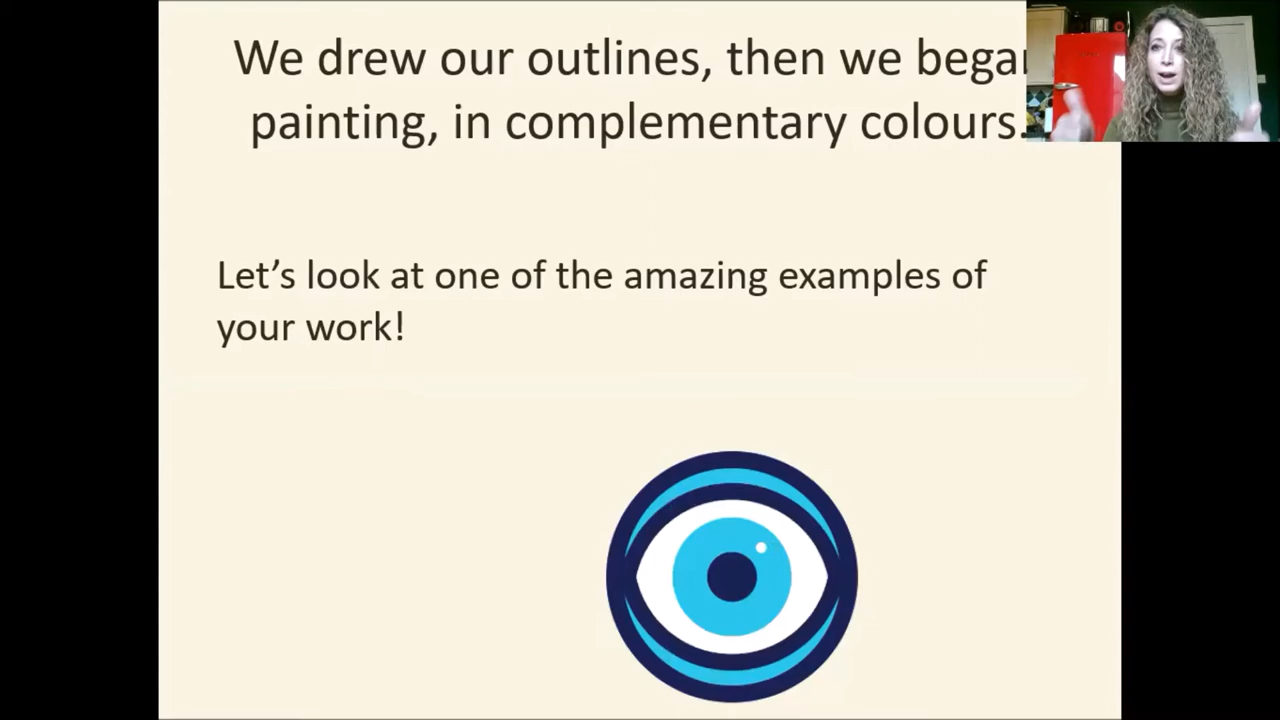 We drew our outlines, then we began
painting, in complementary colours.
Let's look at one of the amazing examples of
your work!